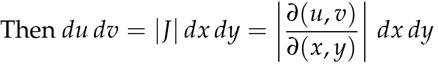 Then du dv = |J| dx dy = |∂(u, v)/∂(x, y)| dx dy